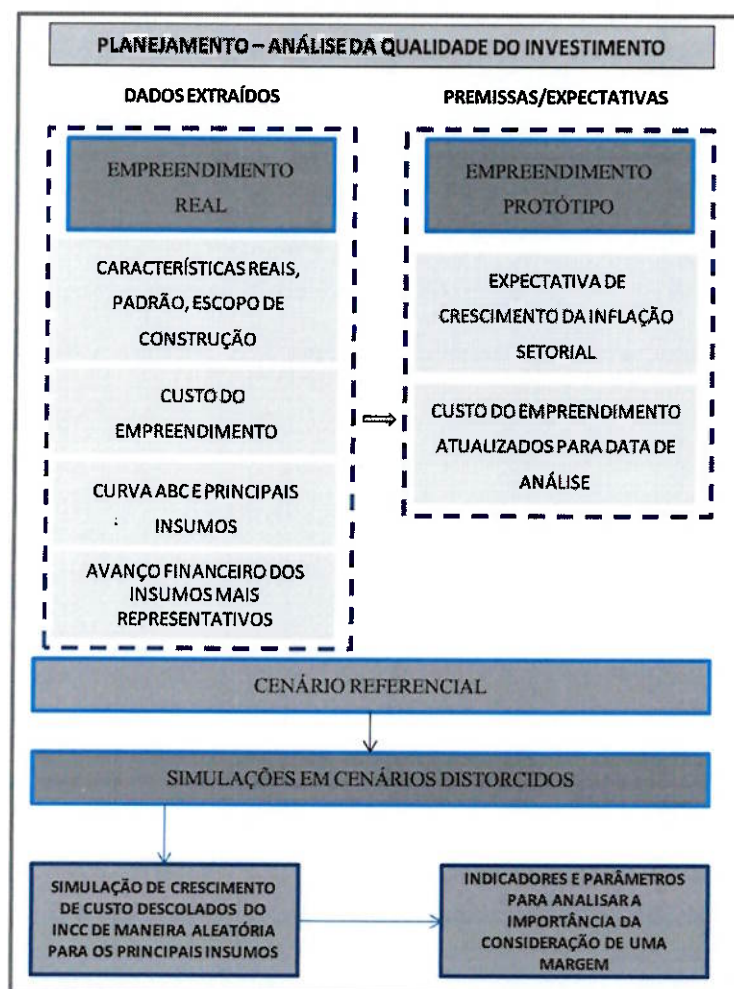 PLANEJAMENTO – ANÁLISE DA QUALIDADE DO INVESTIMENTO
DADOS EXTRAÍDOS
EMPREENDIMENTO
REAL
CARACTERÍSTICAS REAIS,
PADRÃO, ESCOPO DE
CONSTRUÇÃO
CUSTO DO
EMPREENDIMENTO
CURVA ABC E PRINCIPAIS
INSUMOS
AVANÇO FINANCEIRO DOS
INSUMOS MAIS
REPRESENTATIVOS
PREMISSAS/EXPECTATIVAS
EMPREENDIMENTO
PROTÓTIPO
EXPECTATIVA DE
CRESCIMENTO DA INFLAÇÃO
SETORIAL
CUSTO DO EMPREENDIMENTO
ATUALIZADOS PARA DATA DE
ANÁLISE
CENÁRIO REFERENCIAL
SIMULAÇÕES EM CENÁRIOS DISTORCIDOS
SIMULAÇÃO DE CRESCIMENTO
DE CUSTO DESCOLADOS DO
INCC DE MANEIRA ALEATÓRIA
PARA OS PRINCIPAIS INSUMOS
INDICADORES E PARÂMETROS
PARA ANALISAR A
IMPORTÂNCIA DA
CONSIDERAÇÃO DE UMA
MARGEM